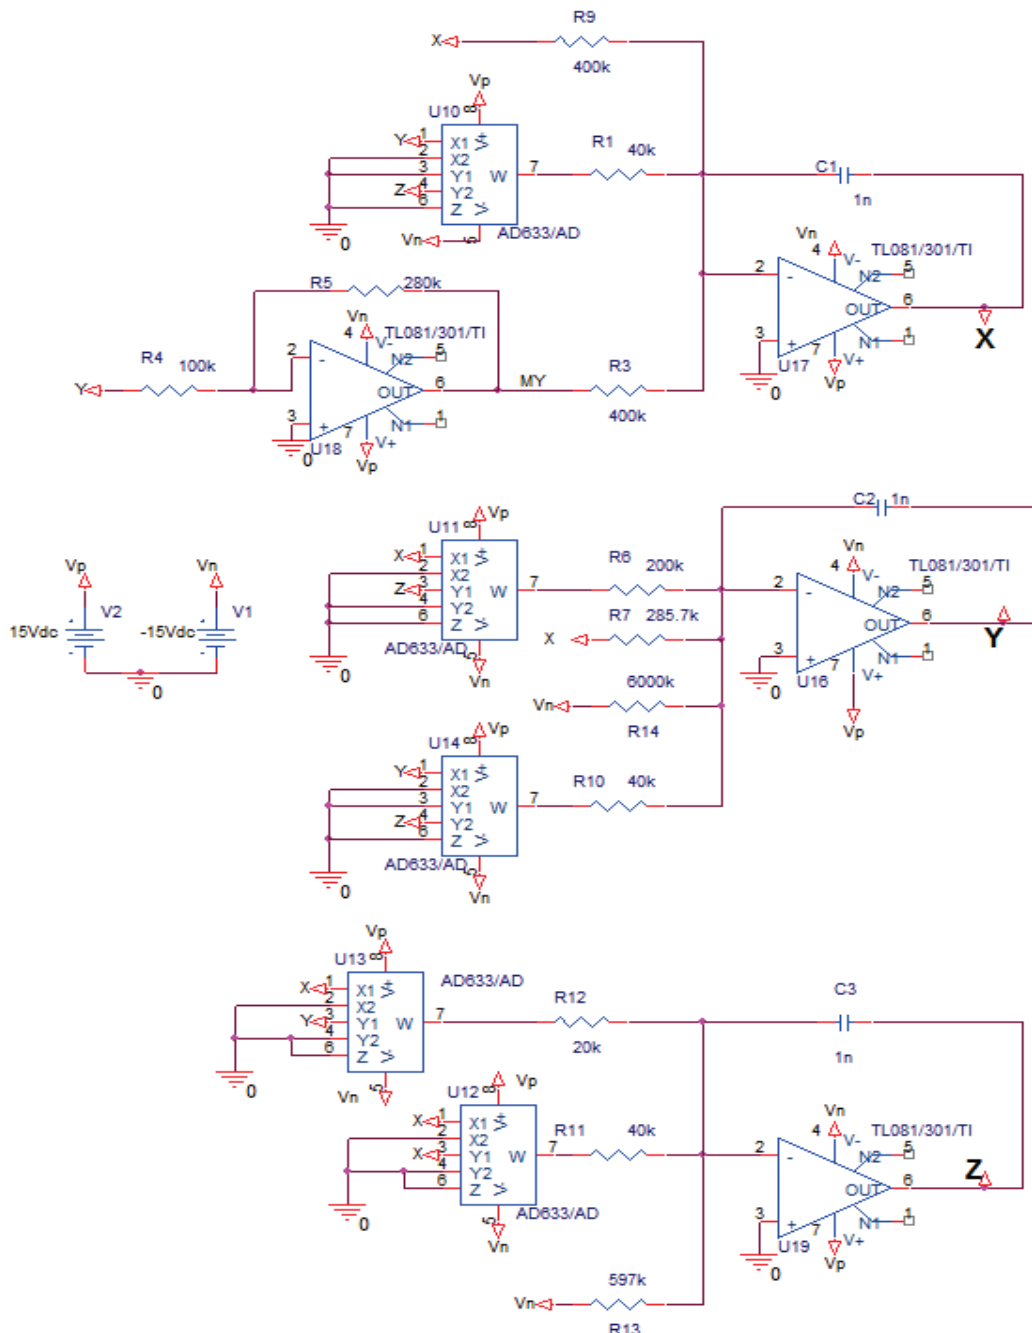 R9
X
400k
Vp
U10
8
Y 1 X1 V+
2 X2
3 Y1 W 7
Z 4 Y2
6 Z V-
R1
40k
C1
1n
0
Vn
5
AD633/AD
Vn
4
TL081/301/TI
V-
N2 5
2 -
OUT 6
X
3 +
7
N1 1
V+
U17
0
Vp
R5
280k
Vn
4
TL081/301/TI
V-
N2 5
R4
100k
Y
2 -
OUT 6
MY
R3
400k
3 +
7
N1 1
V+
U18
0
Vp
C2 1n
Vp
U11
8
X 1 X1 V+
2 X2
Z 3 Y1 W 7
4 Y2
6 Z V-
R6
200k
R7
285.7k
X
AD633/AD
5
Vn
0
Vn
4
TL081/301/TI
V-
N2 5
2 -
OUT 6
Y
3 +
7
N1 1
V+
U16
0
Vp
Vp
Vn
V2
V1
15Vdc
-15Vdc
0
6000k
Vn
R14
Vp
U14
8
Y 1 X1 V+
2 X2
3 Y1 W 7
Z 4 Y2
6 Z V-
R10 40k
AD633/AD
5
Vn
0
Vp
U13
8
AD633/AD
X 1 X1 V+
2 X2
Y 3 Y1 W 7
4 Y2
6 Z V-
R12
20k
C3
1n
0
Vn
5
U12
Vp
8
X 1 X1 V+
2 X2
X 3 Y1 W 7
4 Y2
6 Z V-
R11 40k
AD633/AD
5
Vn
0
Vn
4
TL081/301/TI
V-
N2 5
2 -
OUT 6
Z
3 +
7
N1 1
V+
U19
0
Vp
597k
Vn
R13